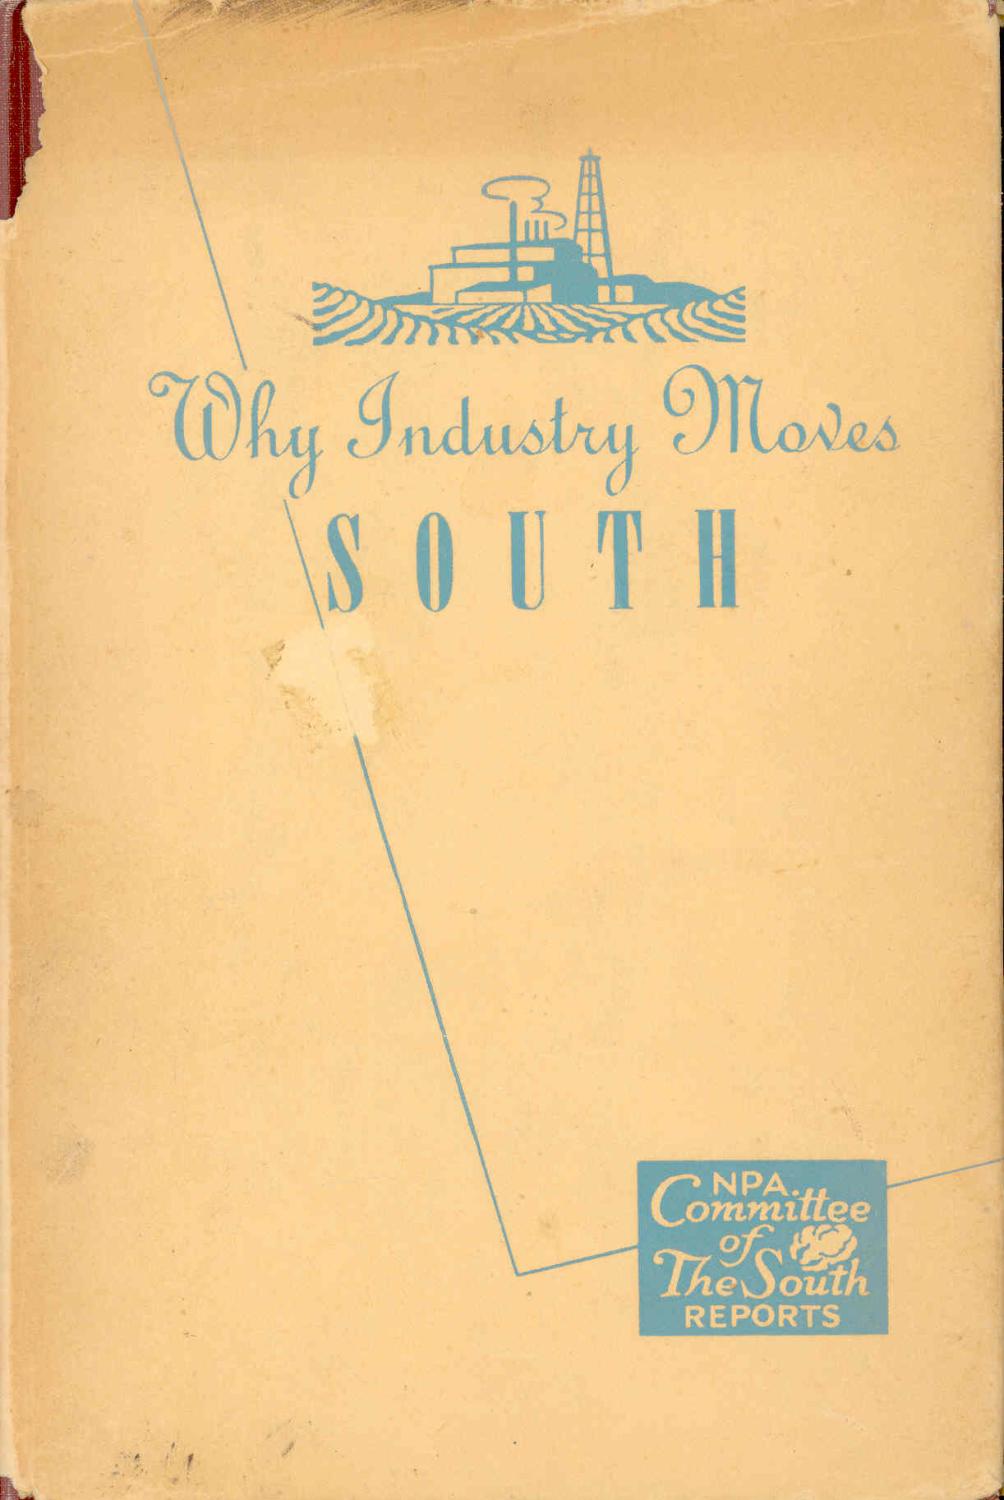 Why Industry Moves
SOUTH
NPA
Committee
of
The South
REPORTS